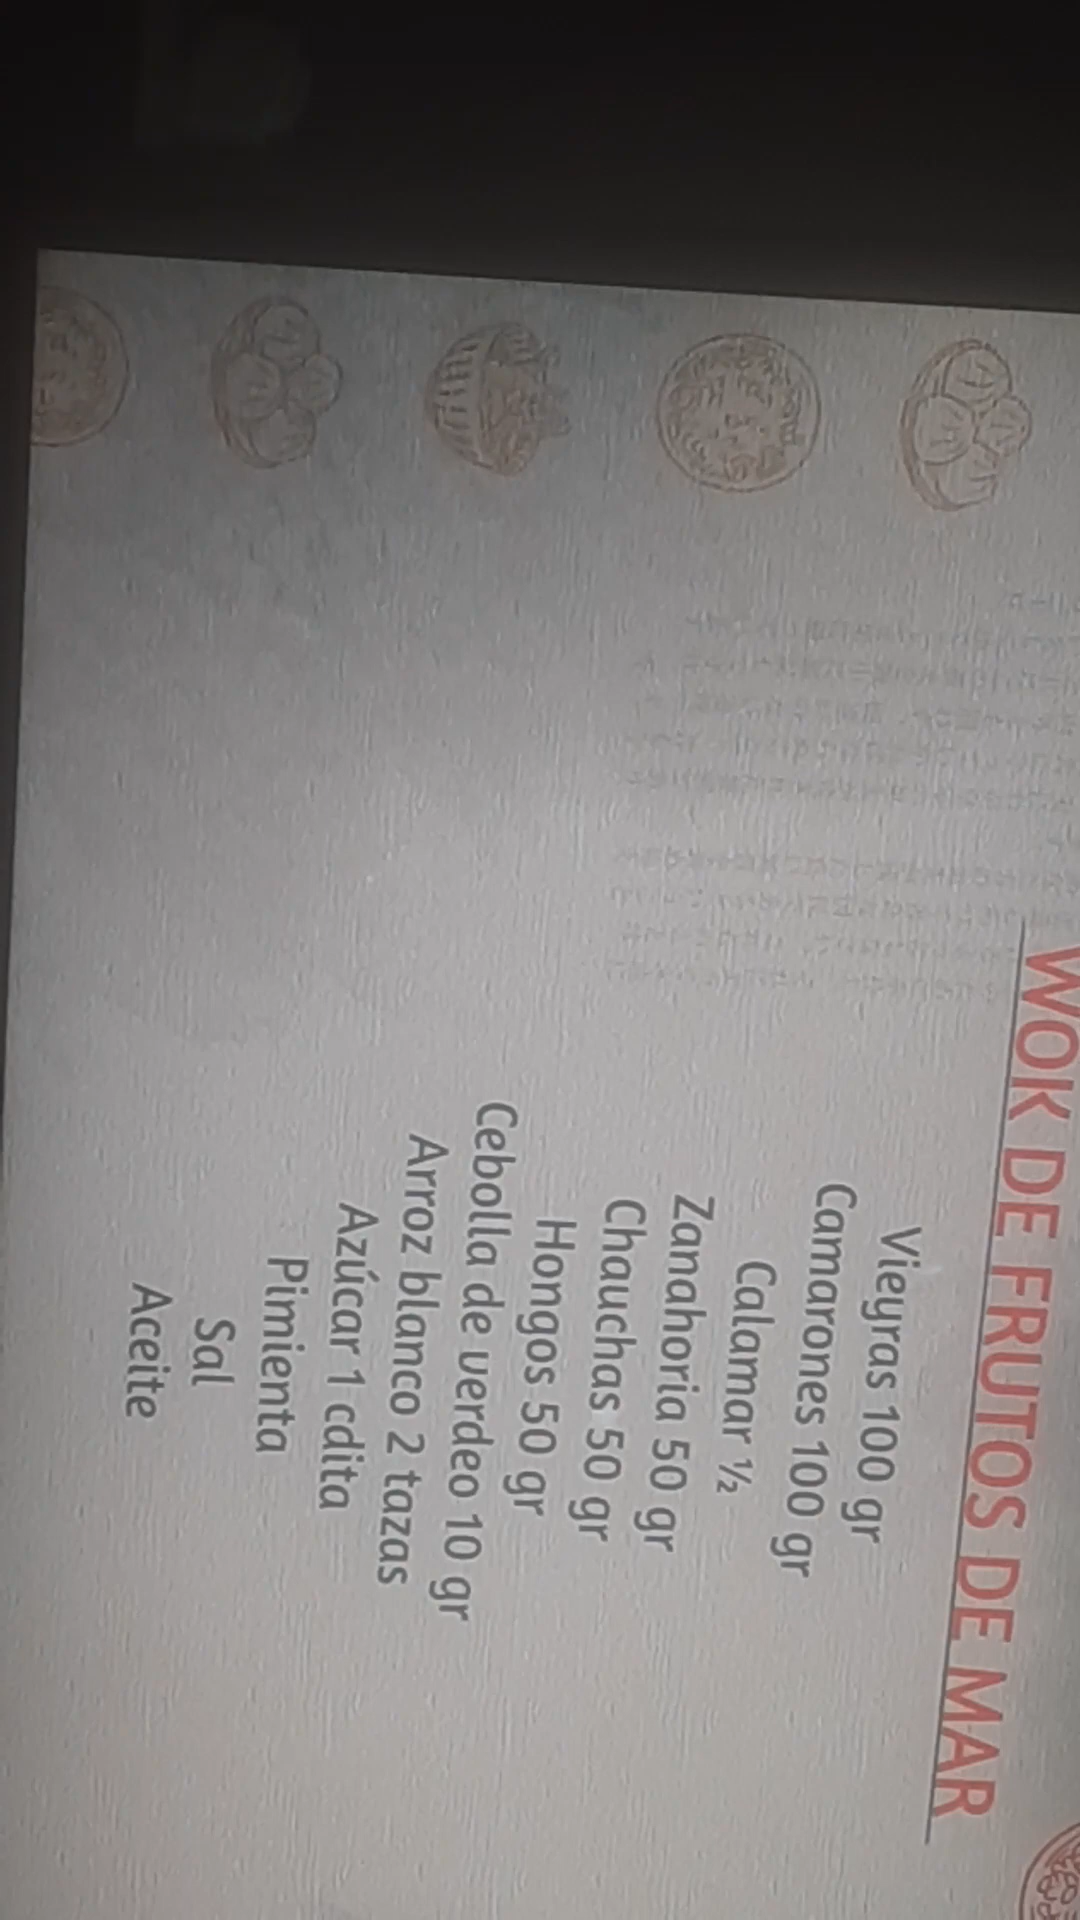 WOK DE FRUTOS DE MAR
Vieyras 100 gr
Camarones 100 gr
Calamar ½
Zanahoria 50 gr
Chauchas 50 gr
Hongos 50 gr
Cebolla de verdeo 10 gr
Arroz blanco 2 tazas
Azúcar 1 cdita
Pimienta
Sal
Aceite